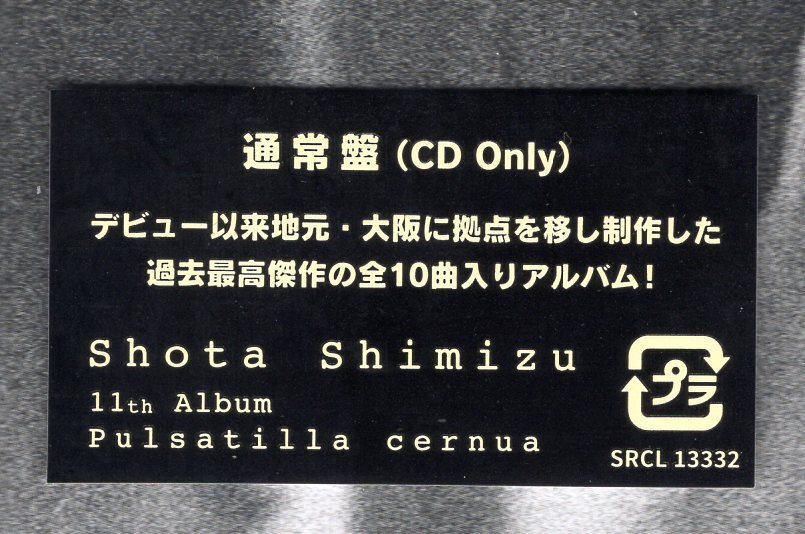 通常盤(CD Only)
デビュー以来地元・大阪に拠点を移し制作した
過去最高傑作の全10曲入りアルバム!
Shota Shimizu
11th Album
Pulsatilla cernua
プラ
SRCL 13332